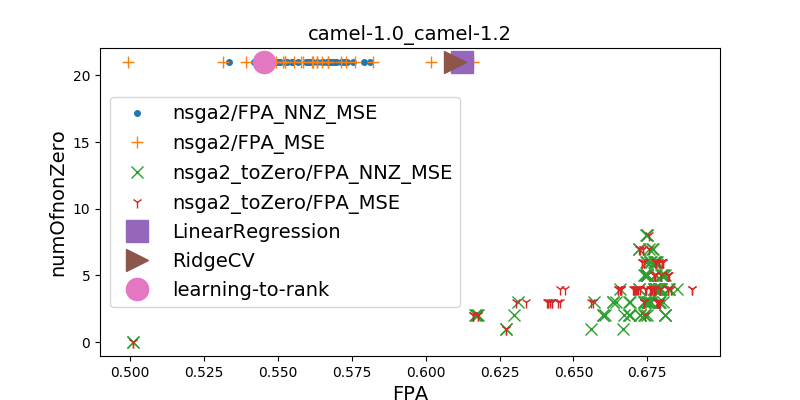 camel-1.0_camel-1.2
numOfnonZero
20
15
10
5
0
nsga2/FPA_NNZ_MSE
nsga2/FPA_MSE
nsga2_toZero/FPA_NNZ_MSE
nsga2_toZero/FPA_MSE
LinearRegression
RidgeCV
learning-to-rank
0.500 0.525 0.550 0.575 0.600 0.625 0.650 0.675
FPA